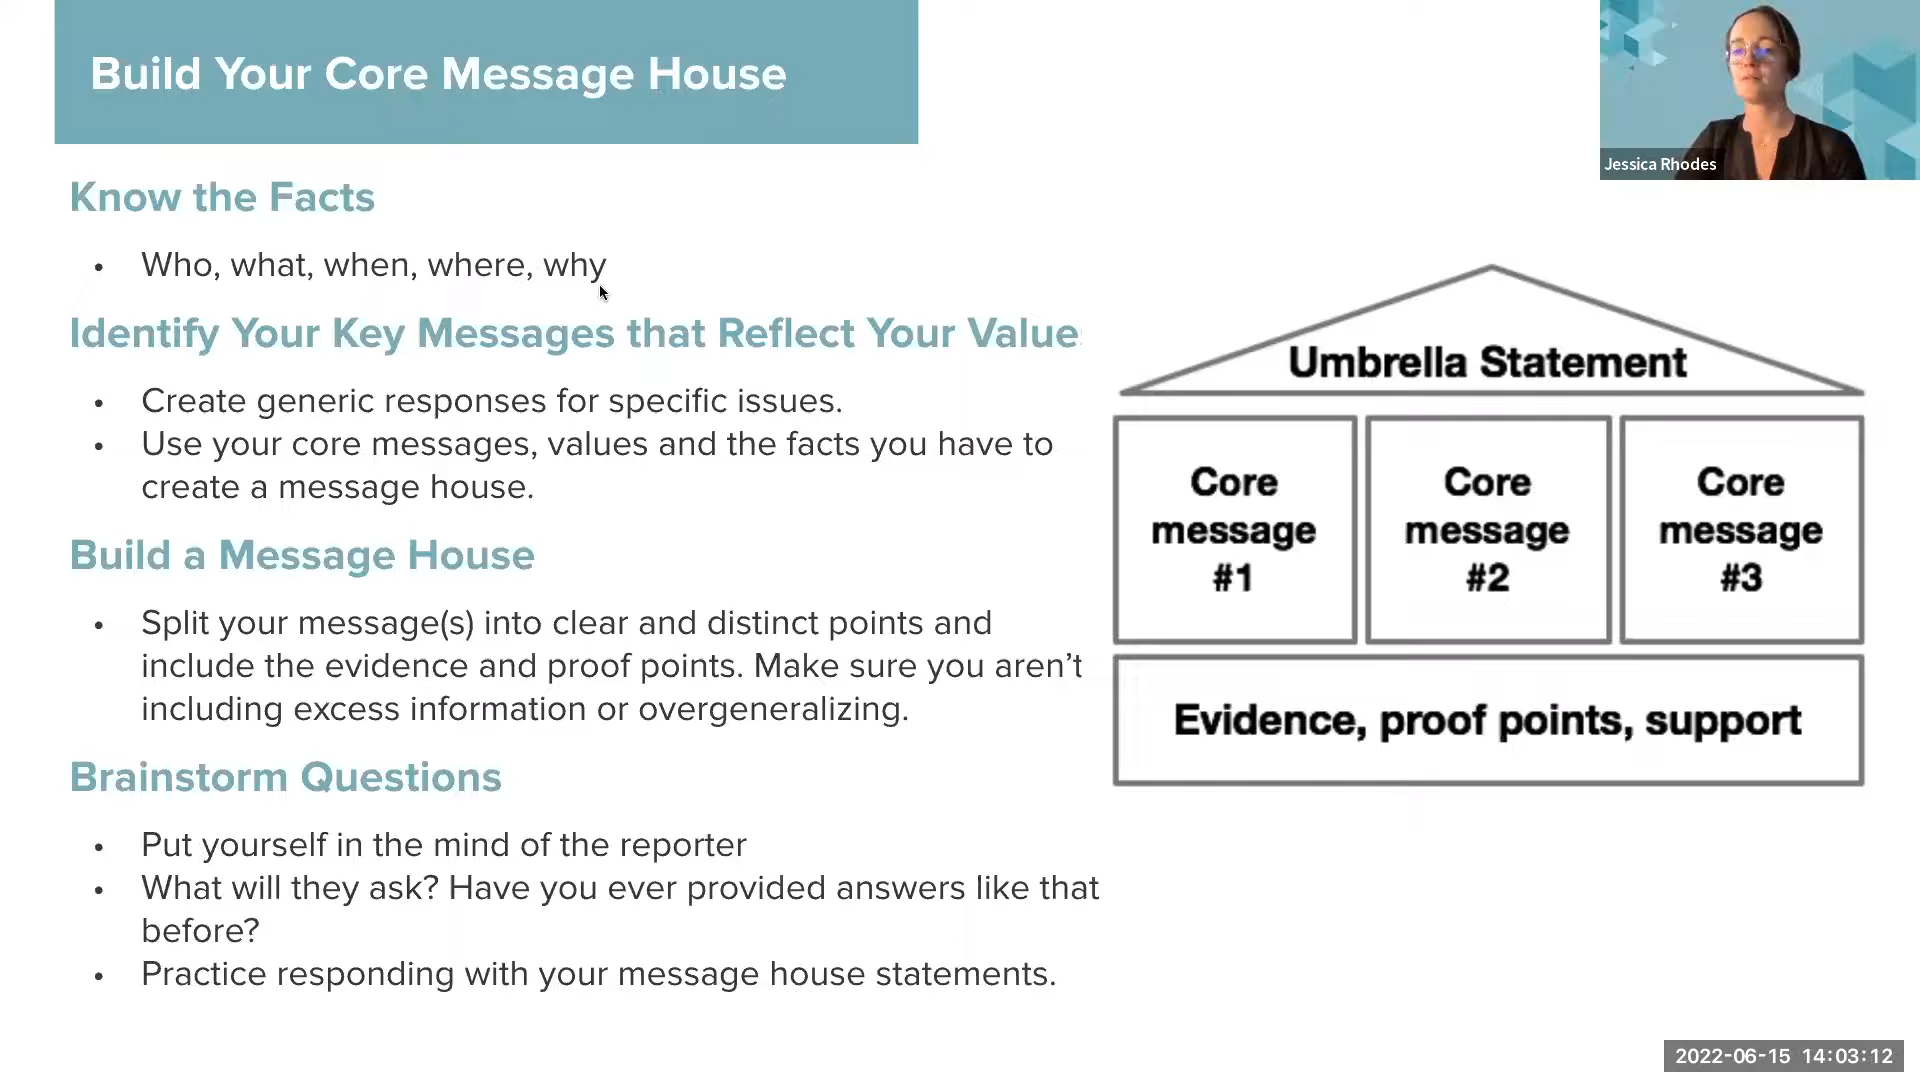 Build Your Core Message House
Jessica Rhodes
Know the Facts
• Who, what, when, where, why
Identify Your Key Messages that Reflect Your Value
• Create generic responses for specific issues.
• Use your core messages, values and the facts you have to
create a message house.
Build a Message House
• Split your message(s) into clear and distinct points and
include the evidence and proof points. Make sure you aren’t
including excess information or overgeneralizing.
Brainstorm Questions
• Put yourself in the mind of the reporter
• What will they ask? Have you ever provided answers like that
before?
• Practice responding with your message house statements.
Umbrella Statement
Core
message
#1
Core
message
#2
Core
message
#3
Evidence, proof points, support
2022-06-15 14:03:12